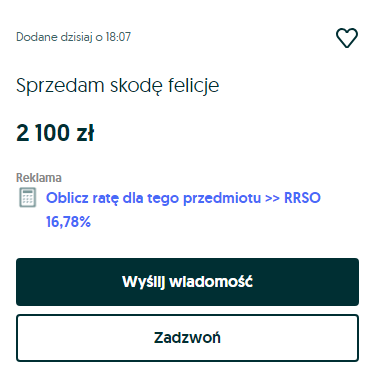 Dodane dzisiaj o 18:07
Sprzedam skodę felicje
2 100 zł
Reklama
Oblicz ratę dla tego przedmiotu >> RRSO
16,78%
Wyślij wiadomość
Zadzwoń